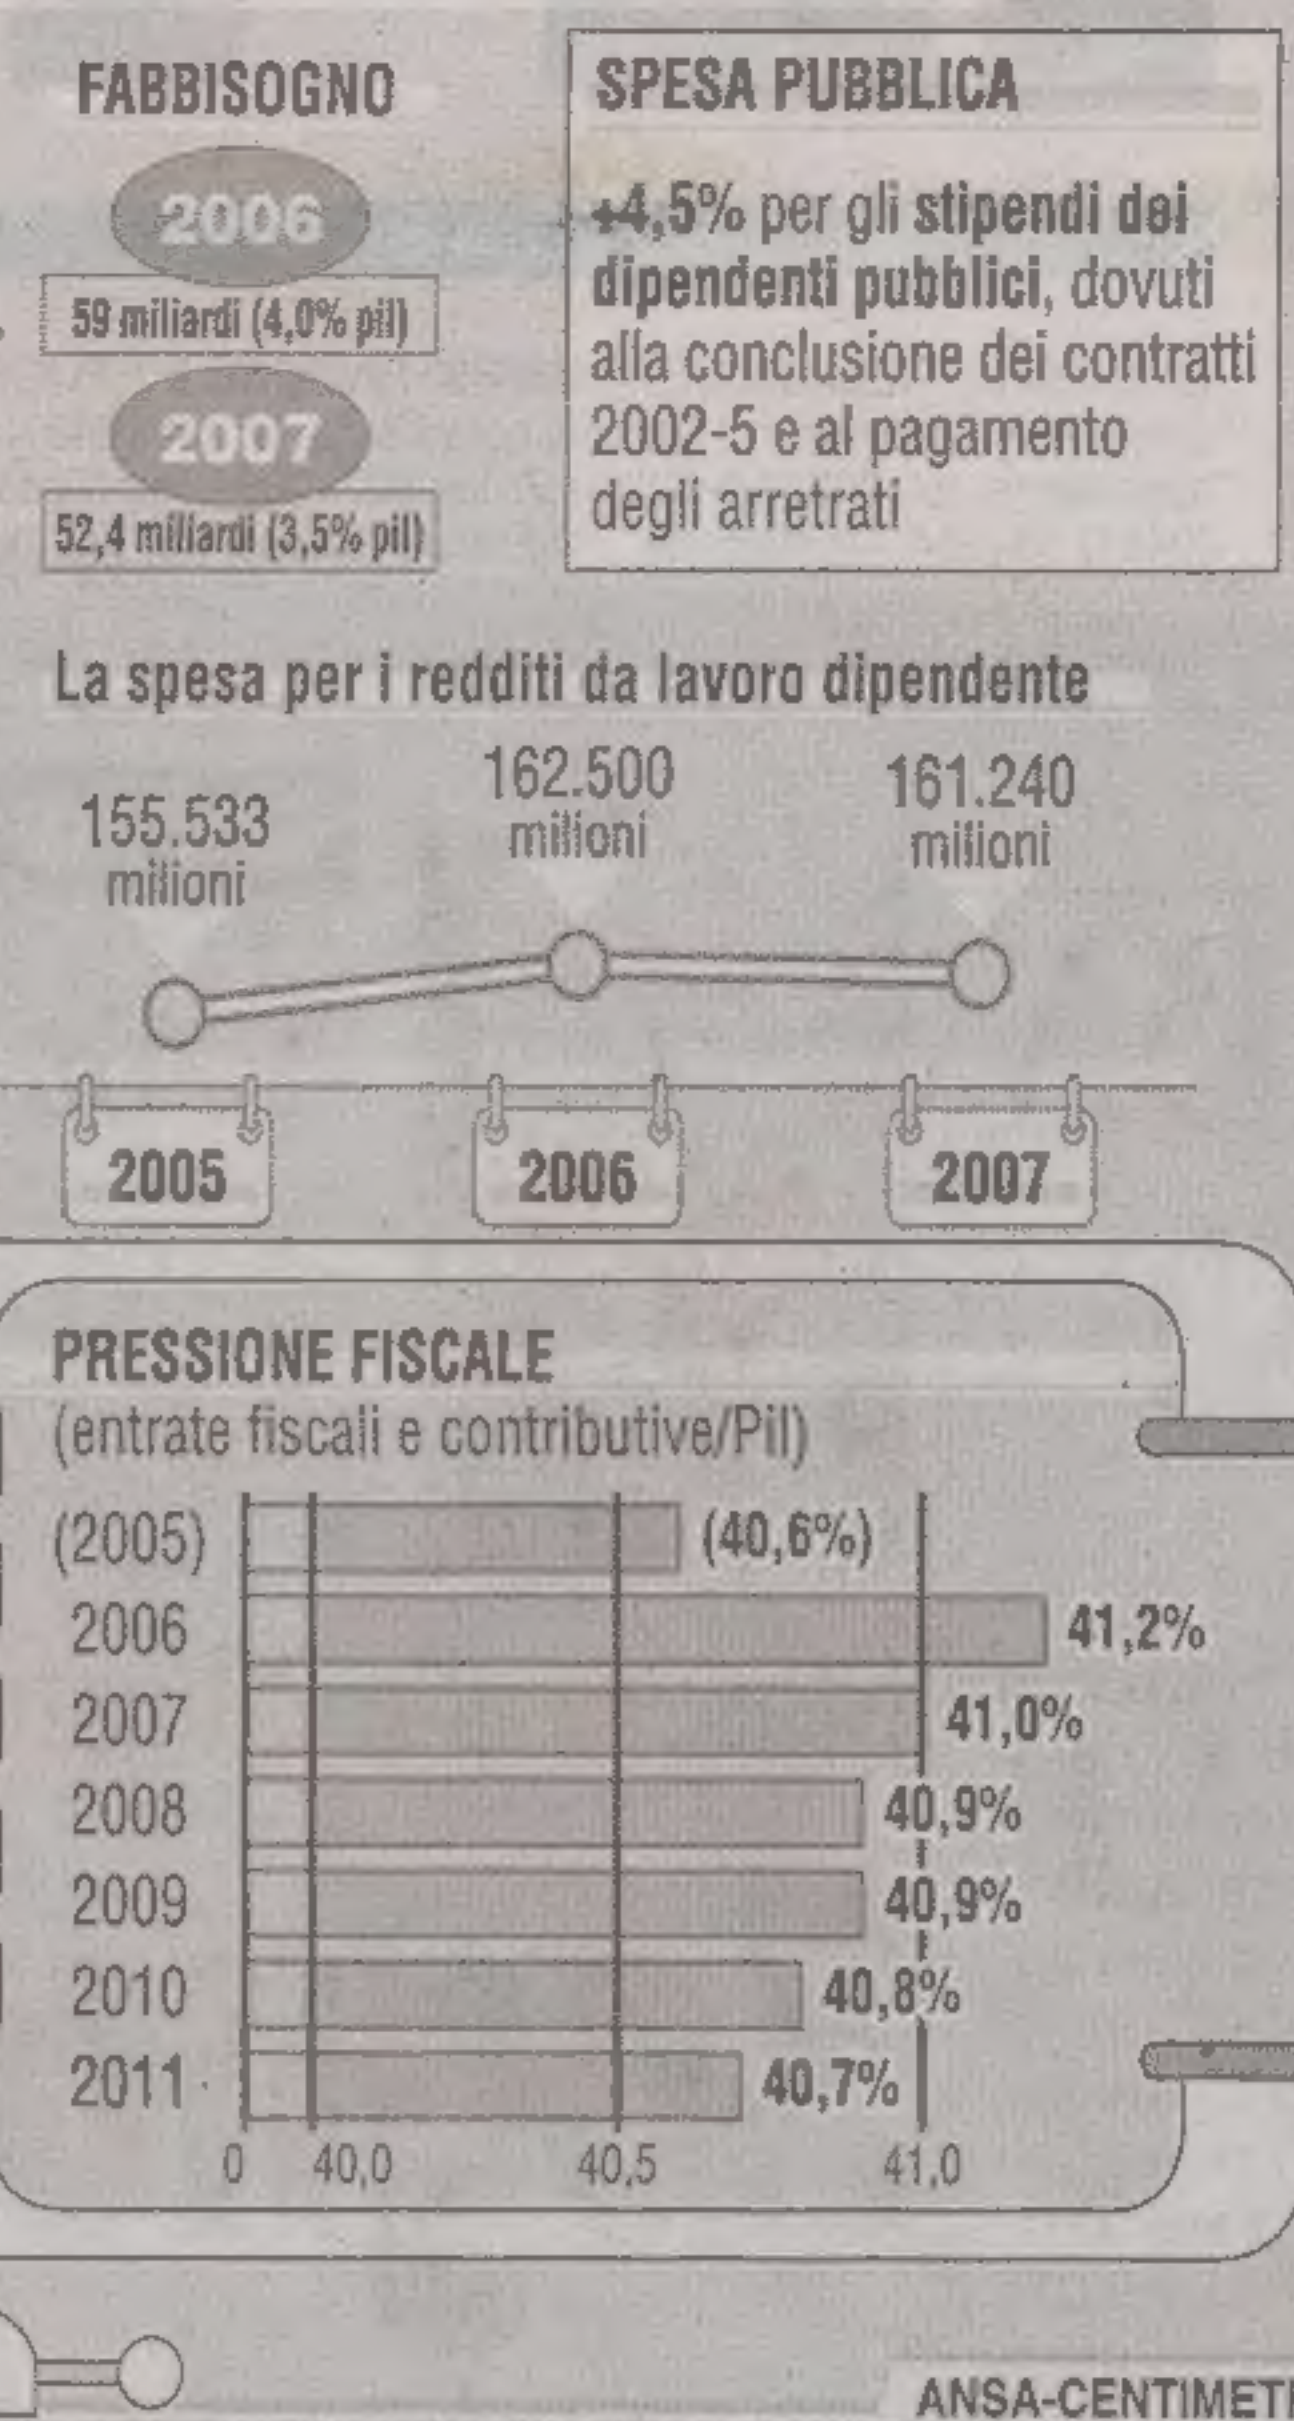 FABBISOGNO
2006
59 miliardi (4,0% pil)
2007
52,4 miliardi (3,5% pil)
SPESA PUBBLICA
+4,5% per gli stipendi dei
dipendenti pubblici, dovuti
alla conclusione dei contratti
2002-5 e al pagamento
degli arretrati
La spesa per i redditi da lavoro dipendente
155.533
milioni
162.500
milioni
161.240
milioni
2005
2006
2007
PRESSIONE FISCALE
(entrate fiscali e contributive/Pil)
(2005) (40,6%)
2006 41,2%
2007 41,0%
2008 40,9%
2009 40,9%
2010 40,8%
2011 40,7%
0 40,0 40,5 41,0
ANSA-CENTIMET